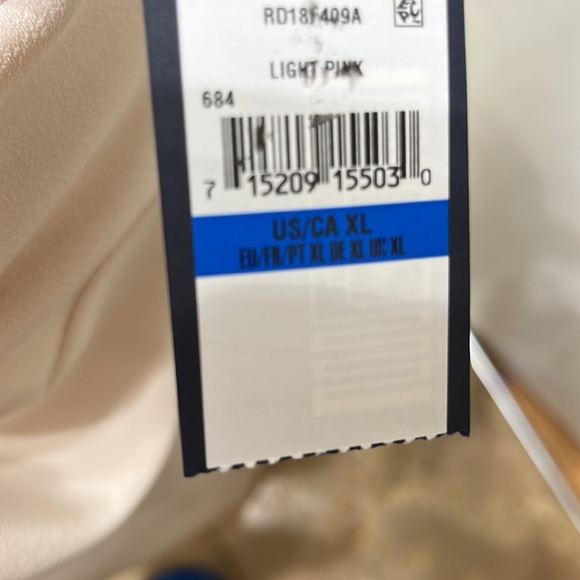 RD18F409A
LIGHT PINK
684
7 15209 15503 0
US/CA XL
EU/FR/PT XL DE XL UK XL